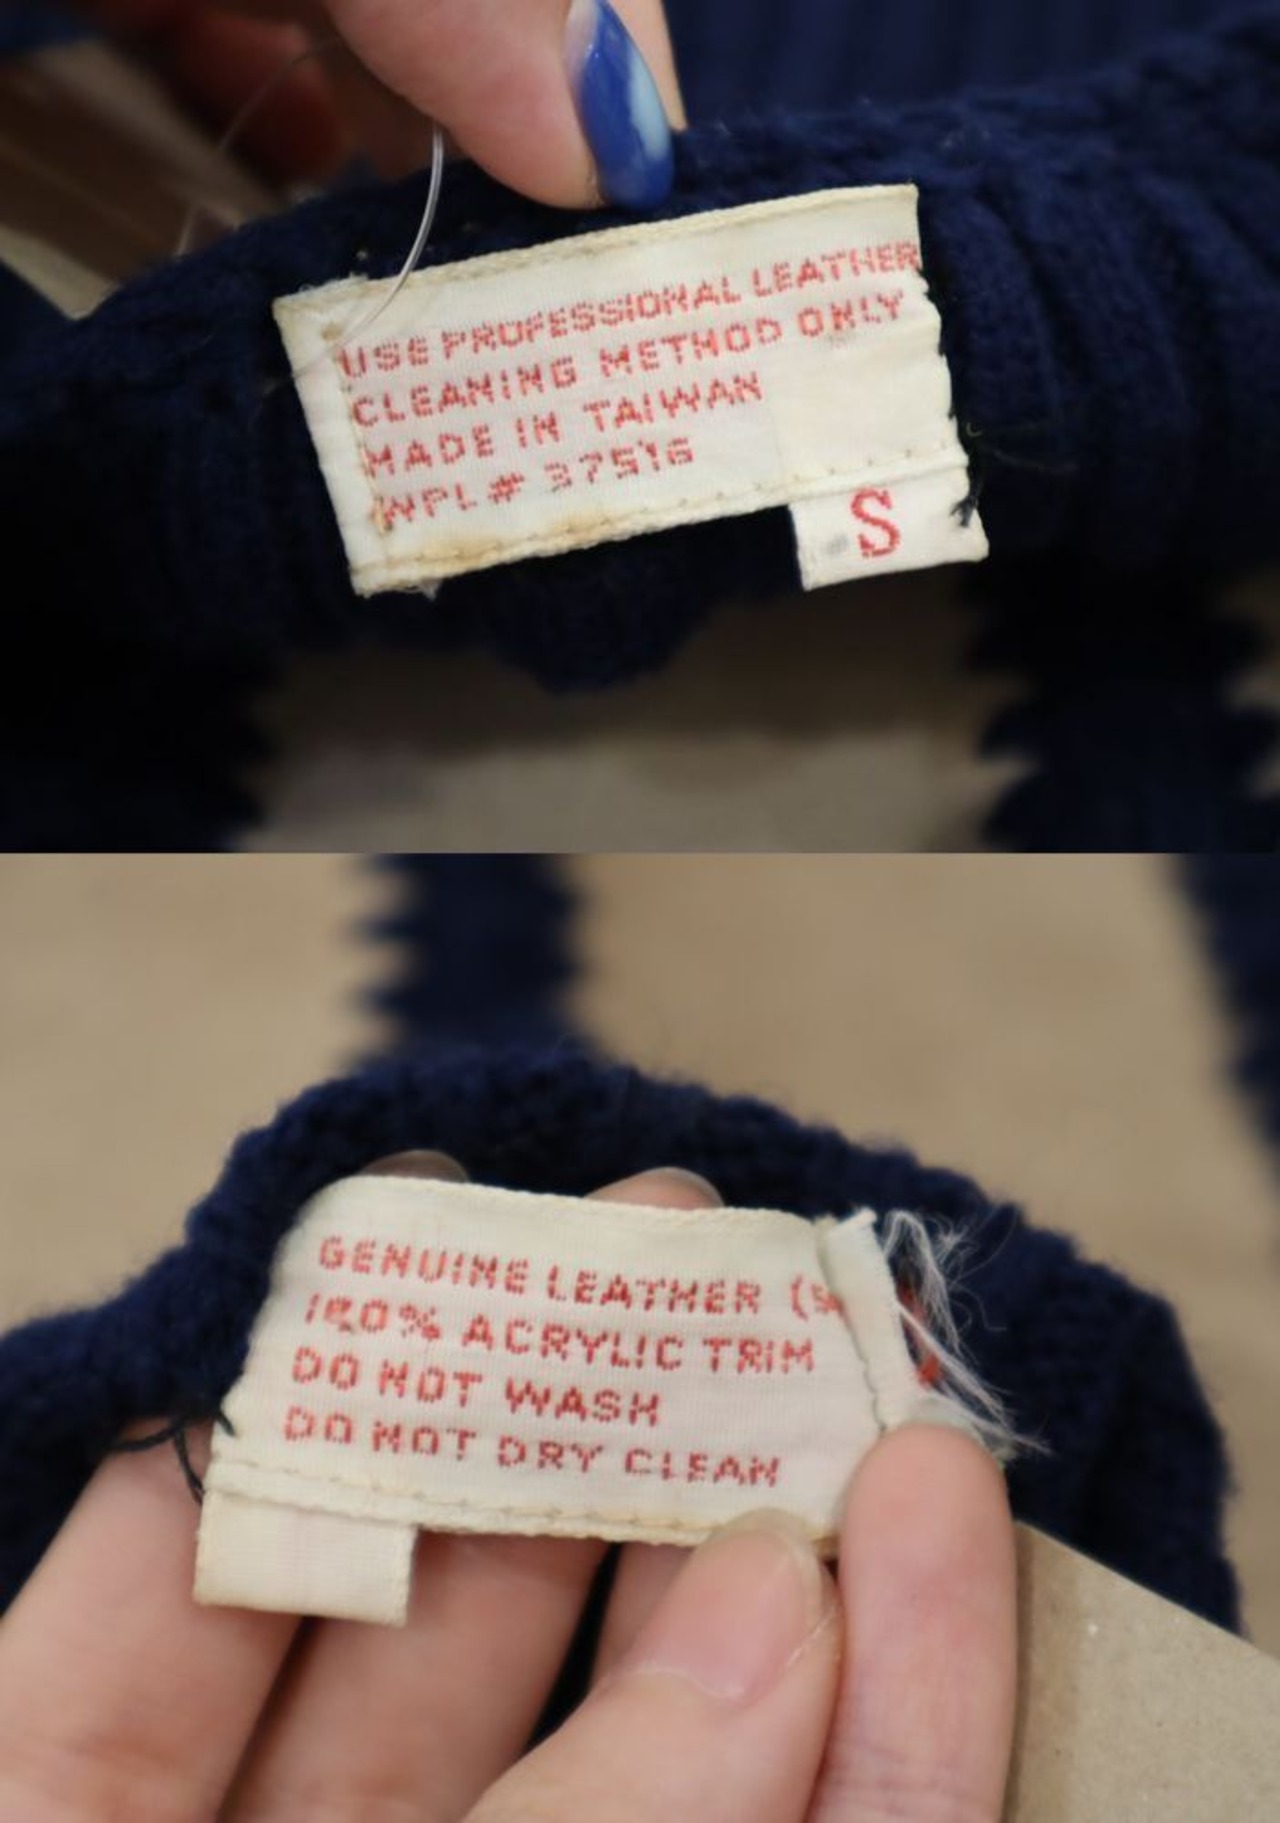 USE PROFESSIONAL LEATHER
CLEANING METHOD ONLY
MADE IN TAIWAN
WPL# 37516
S
GENUINE LEATHER (S
100% ACRYLIC TRIM
DO NOT WASH
DO NOT DRY CLEAN